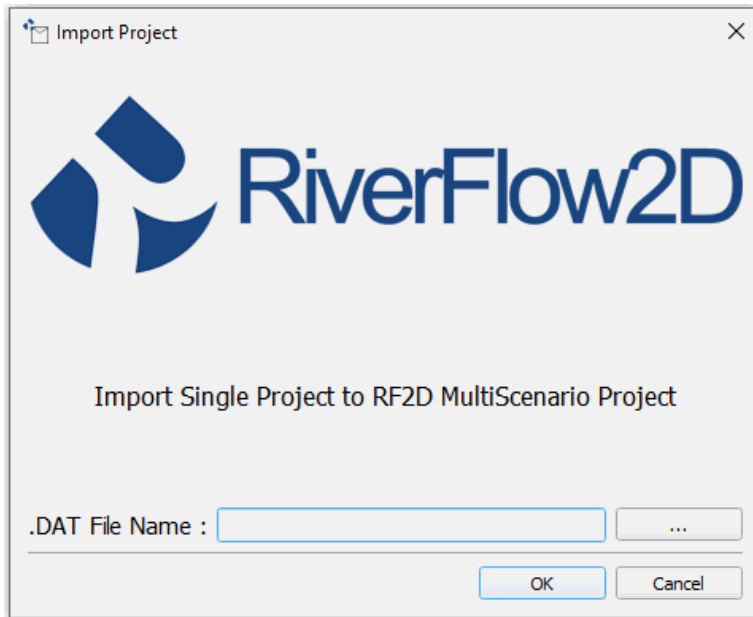 Import Project
RiverFlow2D
Import Single Project to RF2D MultiScenario Project
.DAT File Name :
...
OK
Cancel